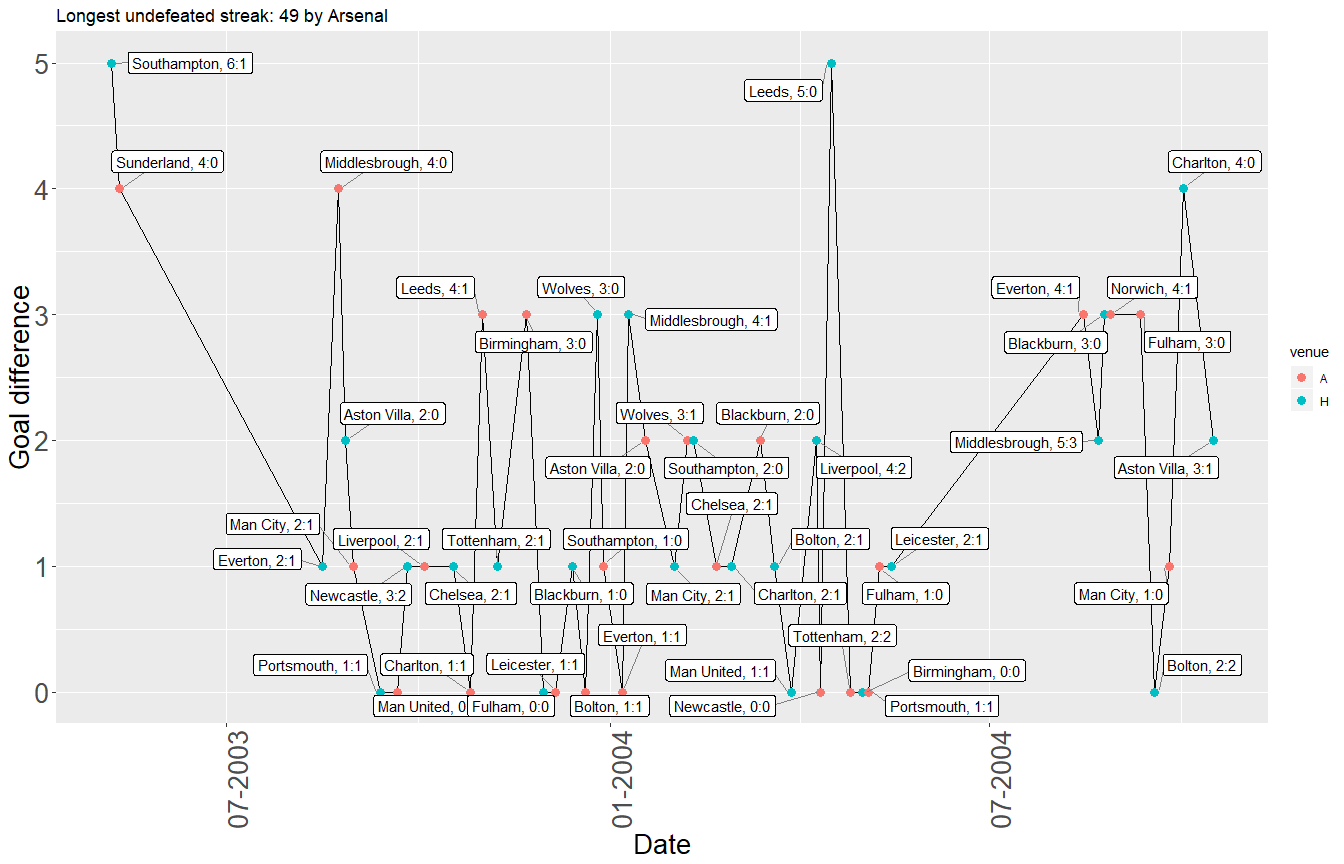 Longest undefeated streak: 49 by Arsenal
Goal difference
5
4
3
2
1
0
Southampton, 6:1
Leeds, 5:0
Sunderland, 4:0
Middlesbrough, 4:0
Charlton, 4:0
Leeds, 4:1
Wolves, 3:0
Everton, 4:1
Norwich, 4:1
Middlesbrough, 4:1
Birmingham, 3:0
Blackburn, 3:0
Fulham, 3:0
Aston Villa, 2:0
Wolves, 3:1
Blackburn, 2:0
Middlesbrough, 5:3
Aston Villa, 2:0
Southampton, 2:0
Liverpool, 4:2
Aston Villa, 3:1
Chelsea, 2:1
Man City, 2:1
Liverpool, 2:1
Tottenham, 2:1
Southampton, 1:0
Bolton, 2:1
Leicester, 2:1
Everton, 2:1
Newcastle, 3:2
Chelsea, 2:1
Blackburn, 1:0
Man City, 2:1
Charlton, 2:1
Fulham, 1:0
Man City, 1:0
Everton, 1:1
Tottenham, 2:2
Portsmouth, 1:1
Charlton, 1:1
Leicester, 1:1
Man United, 1:1
Birmingham, 0:0
Bolton, 2:2
Man United, 0
Fulham, 0:0
Bolton, 1:1
Newcastle, 0:0
Portsmouth, 1:1
07-2003
01-2004
07-2004
Date
venue
A
H